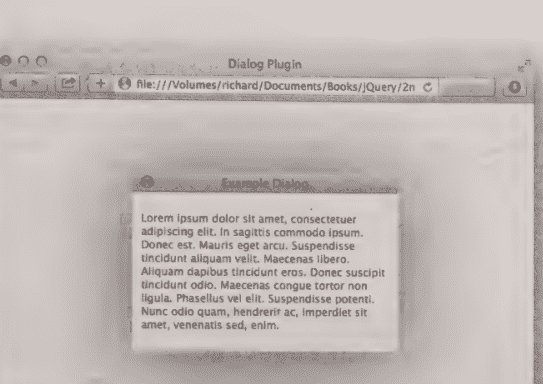 Dialog Plugin
file:///Volumes/richard/Documents/Books/jQuery/2n
Example Dialog
Lorem ipsum dolor sit amet, consectetuer
adipiscing elit. In sagittis commodo ipsum.
Donec est. Mauris eget arcu. Suspendisse
tincidunt aliquam velit. Maecenas libero.
Aliquam dapibus tincidunt eros. Donec suscipit
tincidunt odio. Maecenas congue tortor non
ligula. Phasellus vel elit. Suspendisse potenti.
Nunc odio quam, hendrerit ac, imperdiet sit
amet, venenatis sed, enim.